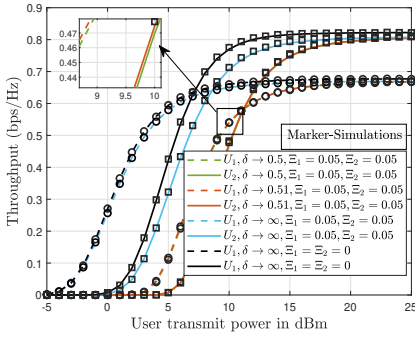 0.9
0.8
0.7
0.6
0.5
0.4
0.3
0.2
0.1
0
Throughput (bps/Hz)
0.47
0.46
0.45
0.44
9 9.5 10
Marker-Simulations
U₁, δ → 0.5, Ξ₁ = 0.05, Ξ₂ = 0.05
U₂, δ → 0.5, Ξ₁ = 0.05, Ξ₂ = 0.05
U₁, δ → 0.51, Ξ₁ = 0.05, Ξ₂ = 0.05
U₂, δ → 0.51, Ξ₁ = 0.05, Ξ₂ = 0.05
U₁, δ → ∞, Ξ₁ = 0.05, Ξ₂ = 0.05
U₂, δ → ∞, Ξ₁ = 0.05, Ξ₂ = 0.05
U₁, δ → ∞, Ξ₁ = Ξ₂ = 0
U₁, δ → ∞, Ξ₁ = Ξ₂ = 0
-5 0 5 10 15 20 25
User transmit power in dBm